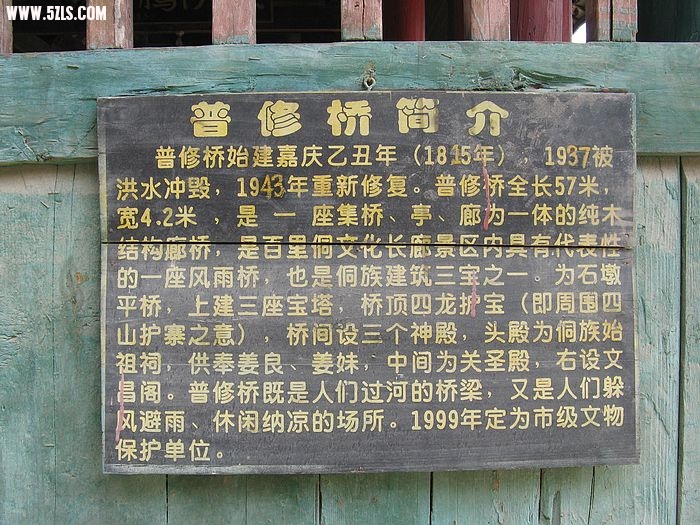 WWW.5ZLS.COM
普修桥简介
普修桥始建嘉庆乙丑年（1815年），1937被
洪水冲毁，1943年重新修复。普修桥全长57米，
宽4.2米，是一座集桥、亭、廊为一体的纯木
结构廊桥，是百里侗文化长廊景区内具有代表性
的一座风雨桥，也是侗族建筑三宝之一。为石墩
平桥，上建三座宝塔，桥顶四龙护宝（即周围四
山护寨之意），桥间设三个神殿，头殿为侗族始
祖祠，供奉姜良、姜妹，中间为关圣殿，右设文
昌阁。普修桥既是人们过河的桥梁，又是人们躲
风避雨、休闲纳凉的场所。1999年定为市级文物
保护单位。